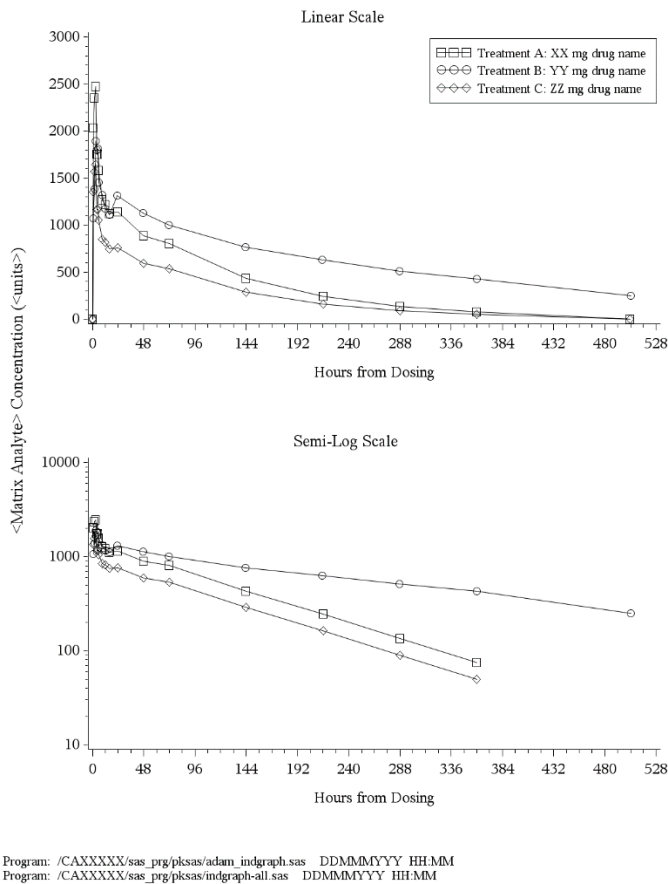 Linear Scale
3000
2500
2000
1500
1000
500
0
Treatment A: XX mg drug name
Treatment B: YY mg drug name
Treatment C: ZZ mg drug name
0 48 96 144 192 240 288 336 384 432 480 528
Hours from Dosing
<Matrix Analyte> Concentration (<units>)
Semi-Log Scale
10000
1000
100
10
0 48 96 144 192 240 288 336 384 432 480 528
Hours from Dosing
Program: /CAXXXXX/sas_prg/pksas/adam_indgraph.sas DDMMMYYY HH:MM
Program: /CAXXXXX/sas_prg/pksas/indgraph-all.sas DDMMMYYY HH:MM